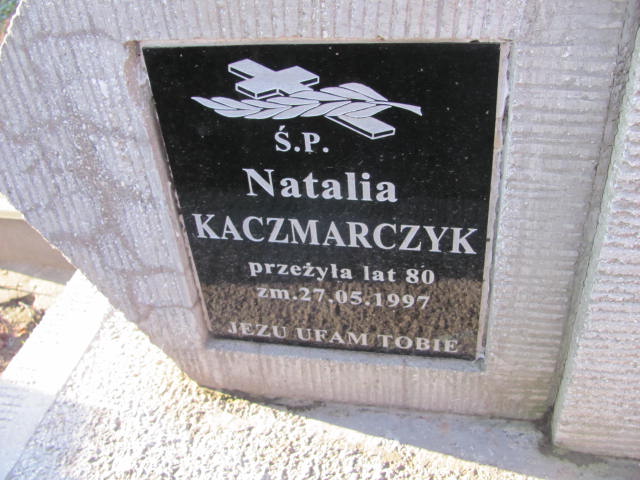 Ś.P.
Natalia
KACZMARCZYK
przeżyła lat 80
zm.27.05.1997
JEZU UFAM TOBIE